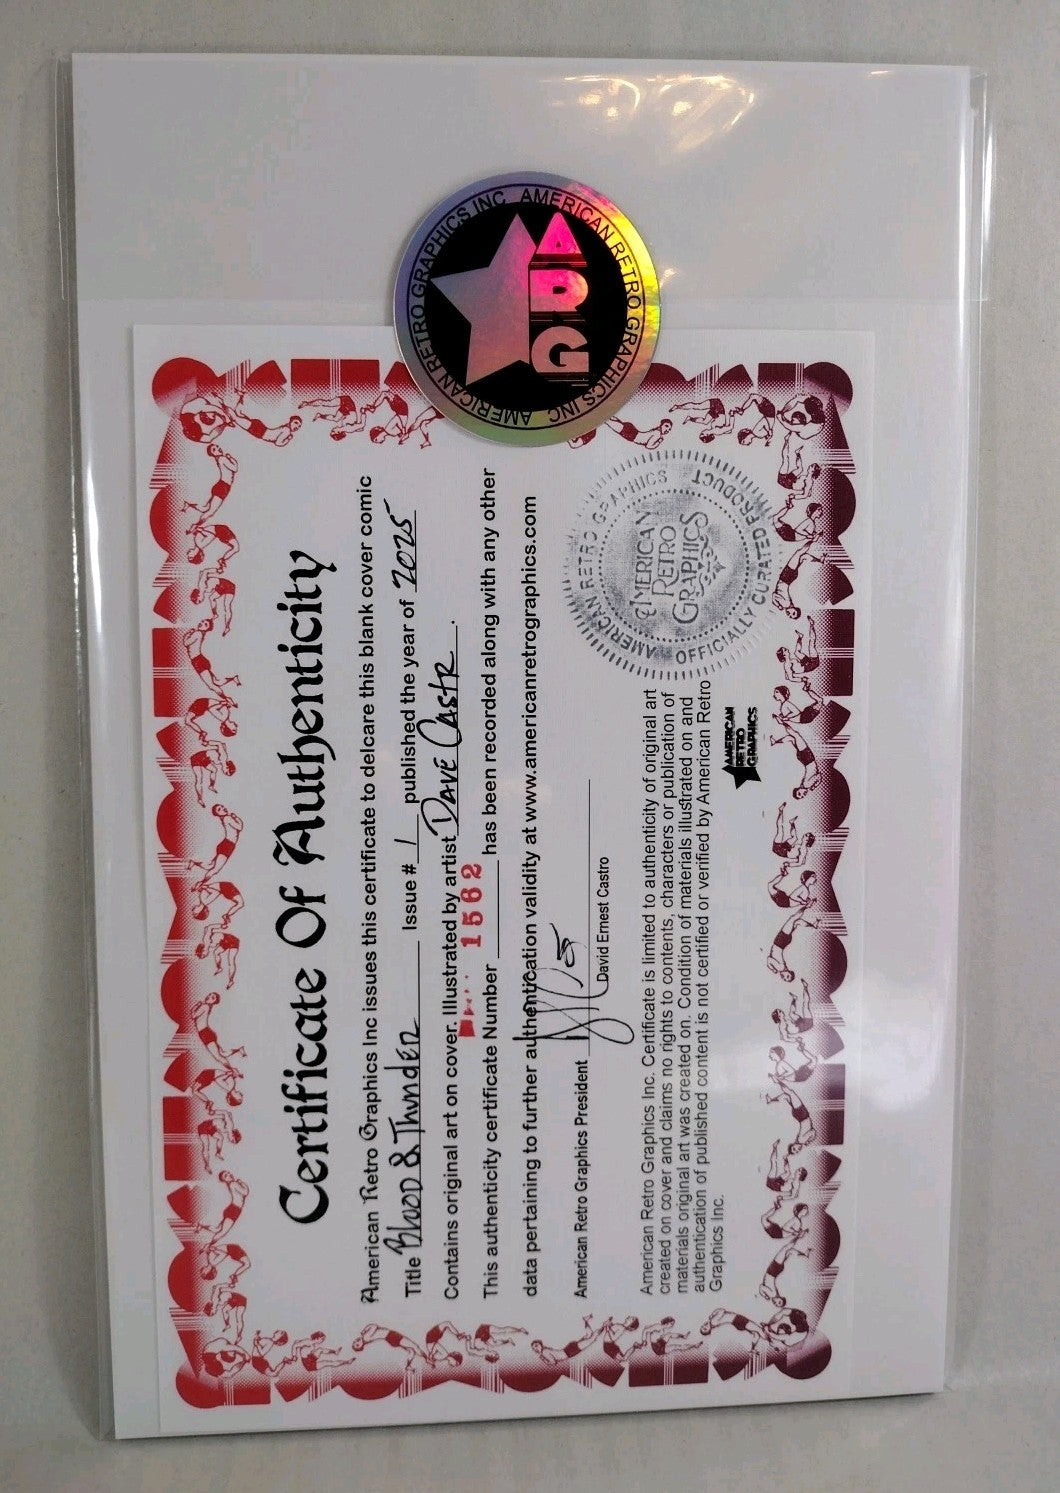 AMERICAN RETRO GRAPHICS INC. AMERICAN RETRO GRAPHICS INC.
ARG
Certificate Of Authenticity
American Retro Graphics Inc issues this certificate to delcare this blank cover comic
Title Blood & Thunder Issue # 1 published the year of 2025
Contains original art on cover. Illustrated by artist Dave Castr.
1562
This authenticity certificate Number has been recorded along with any other
data pertaining to further authentication validity at www.americanretrographics.com
American Retro Graphics President
David Ernest Castro
American Retro Graphics Inc. Certificate is limited to authenticity of original art
created on cover and claims no rights to contents, characters or publication of
materials original art was created on. Condition of materials illustrated on and
authentication of published content is not certified or verified by American Retro
Graphics Inc.
AMERICAN
RETRO
GRAPHICS
AMERICAN RETRO GRAPHICS
AMERICAN
RETRO
GRAPHICS
OFFICIALLY CURATED PRODUCT